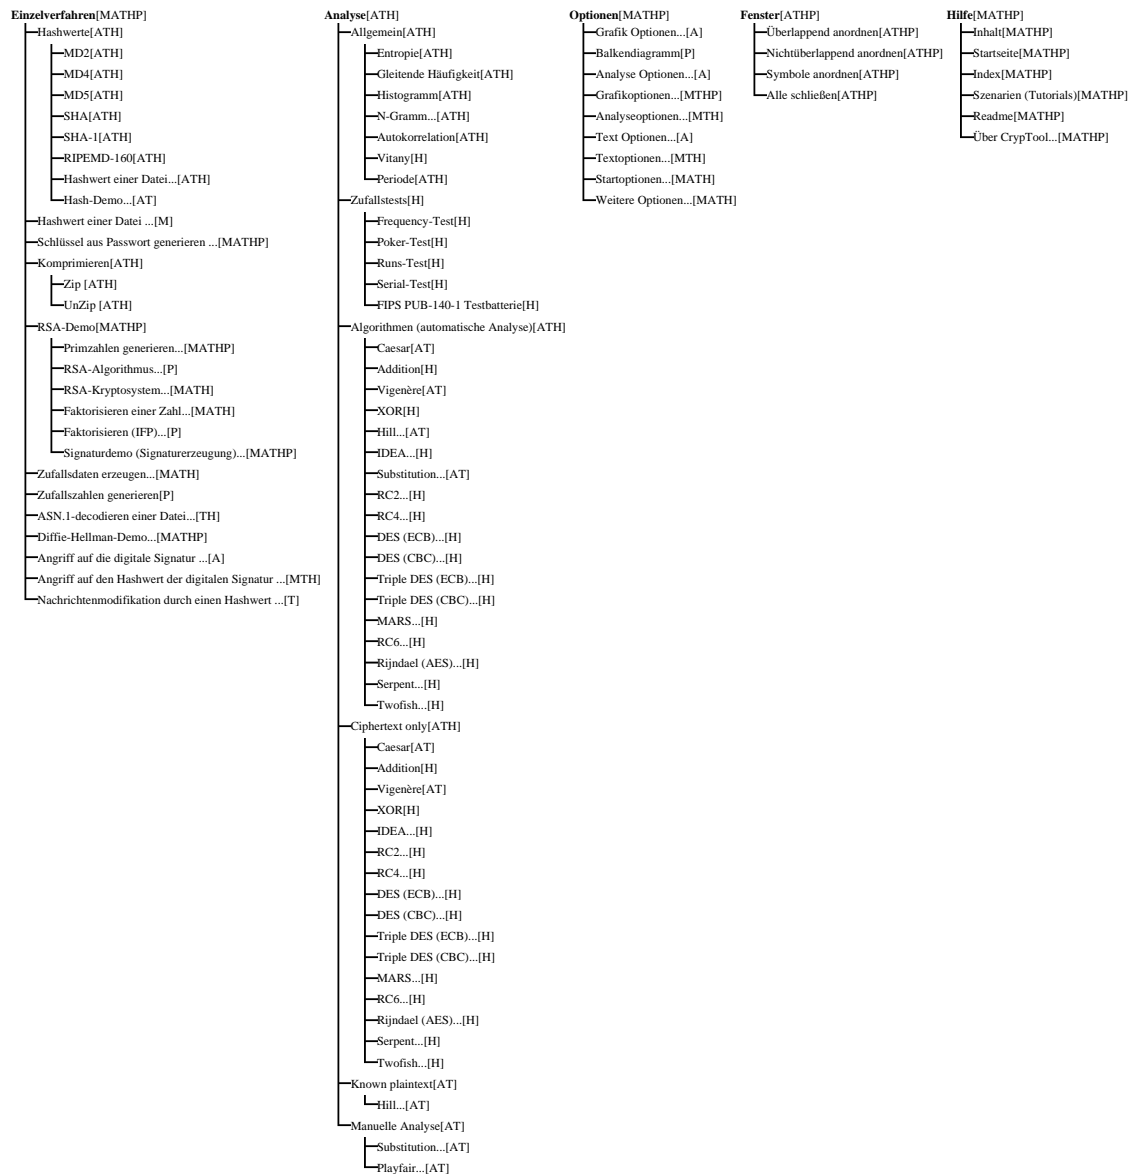 Einzelverfahren[MATHP]
Hashwerte[ATH]
MD2[ATH]
MD4[ATH]
MD5[ATH]
SHA[ATH]
SHA-1[ATH]
RIPEMD-160[ATH]
Hashwert einer Datei...[ATH]
Hash-Demo...[AT]
Hashwert einer Datei ...[M]
Schlüssel aus Passwort generieren ...[MATHP]
Komprimieren[ATH]
Zip [ATH]
UnZip [ATH]
RSA-Demo[MATHP]
Primzahlen generieren...[MATHP]
RSA-Algorithmus...[P]
RSA-Kryptosystem...[MATH]
Faktorisieren einer Zahl...[MATH]
Faktorisieren (IFP)...[P]
Signaturdemo (Signaturerzeugung)...[MATHP]
Zufallsdaten erzeugen...[MATH]
Zufallszahlen generieren[P]
ASN.1-decodieren einer Datei...[TH]
Diffie-Hellman-Demo...[MATHP]
Angriff auf die digitale Signatur ...[A]
Angriff auf den Hashwert der digitalen Signatur ...[MTH]
Nachrichtenmodifikation durch einen Hashwert ...[T]
Analyse[ATH]
Allgemein[ATH]
Entropie[ATH]
Gleitende Häufigkeit[ATH]
Histogramm[ATH]
N-Gramm...[ATH]
Autokorrelation[ATH]
Vitany[H]
Periode[ATH]
Zufallstests[H]
Frequency-Test[H]
Poker-Test[H]
Runs-Test[H]
Serial-Test[H]
FIPS PUB-140-1 Testbatterie[H]
Algorithmen (automatische Analyse)[ATH]
Caesar[AT]
Addition[H]
Vigenère[AT]
XOR[H]
Hill...[AT]
IDEA...[H]
Substitution...[AT]
RC2...[H]
RC4...[H]
DES (ECB)...[H]
DES (CBC)...[H]
Triple DES (ECB)...[H]
Triple DES (CBC)...[H]
MARS...[H]
RC6...[H]
Rijndael (AES)...[H]
Serpent...[H]
Twofish...[H]
Ciphertext only[ATH]
Caesar[AT]
Addition[H]
Vigenère[AT]
XOR[H]
IDEA...[H]
RC2...[H]
RC4...[H]
DES (ECB)...[H]
DES (CBC)...[H]
Triple DES (ECB)...[H]
Triple DES (CBC)...[H]
MARS...[H]
RC6...[H]
Rijndael (AES)...[H]
Serpent...[H]
Twofish...[H]
Known plaintext[AT]
Hill...[AT]
Manuelle Analyse[AT]
Substitution...[AT]
Playfair...[AT]
Optionen[MATHP]
Grafik Optionen...[A]
Balkendiagramm[P]
Analyse Optionen...[A]
Grafikoptionen...[MTHP]
Analyseoptionen...[MTH]
Text Optionen...[A]
Textoptionen...[MTH]
Startoptionen...[MATH]
Weitere Optionen...[MATH]
Fenster[ATHP]
Überlappend anordnen[ATHP]
Nichtüberlappend anordnen[ATHP]
Symbole anordnen[ATHP]
Alle schließen[ATHP]
Hilfe[MATHP]
Inhalt[MATHP]
Startseite[MATHP]
Index[MATHP]
Szenarien (Tutorials)[MATHP]
Readme[MATHP]
Über CrypTool...[MATHP]